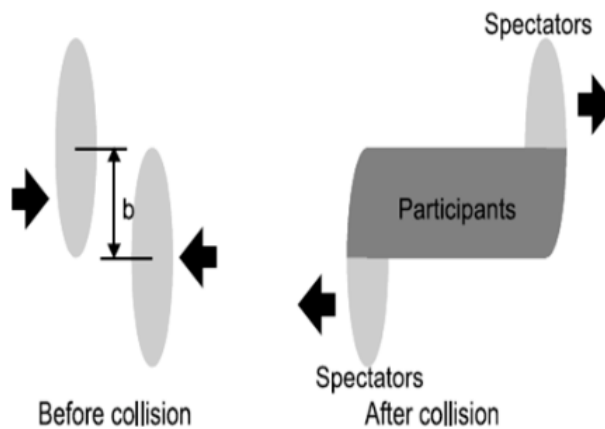 Spectators
b
Participants
Spectators
Before collision
After collision